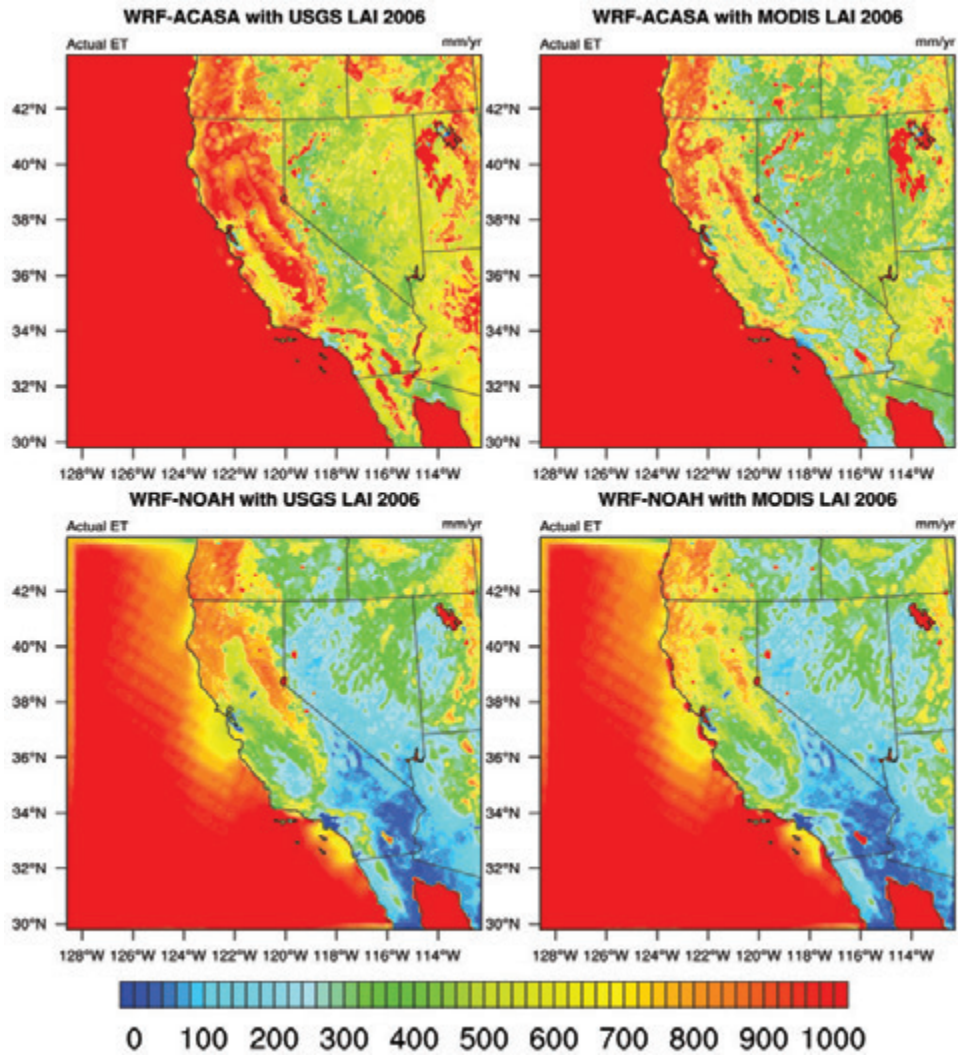 WRF-ACASA with USGS LAI 2006
Actual ET mm/yr
42°N
40°N
38°N
36°N
34°N
32°N
30°N
128°W 126°W 124°W 122°W 120°W 118°W 116°W 114°W
WRF-ACASA with MODIS LAI 2006
Actual ET mm/yr
42°N
40°N
38°N
36°N
34°N
32°N
30°N
128°W 126°W 124°W 122°W 120°W 118°W 116°W 114°W
WRF-NOAH with USGS LAI 2006
Actual ET mm/yr
42°N
40°N
38°N
36°N
34°N
32°N
30°N
128°W 126°W 124°W 122°W 120°W 118°W 116°W 114°W
WRF-NOAH with MODIS LAI 2006
Actual ET mm/yr
42°N
40°N
38°N
36°N
34°N
32°N
30°N
128°W 126°W 124°W 122°W 120°W 118°W 116°W 114°W
0 100 200 300 400 500 600 700 800 900 1000